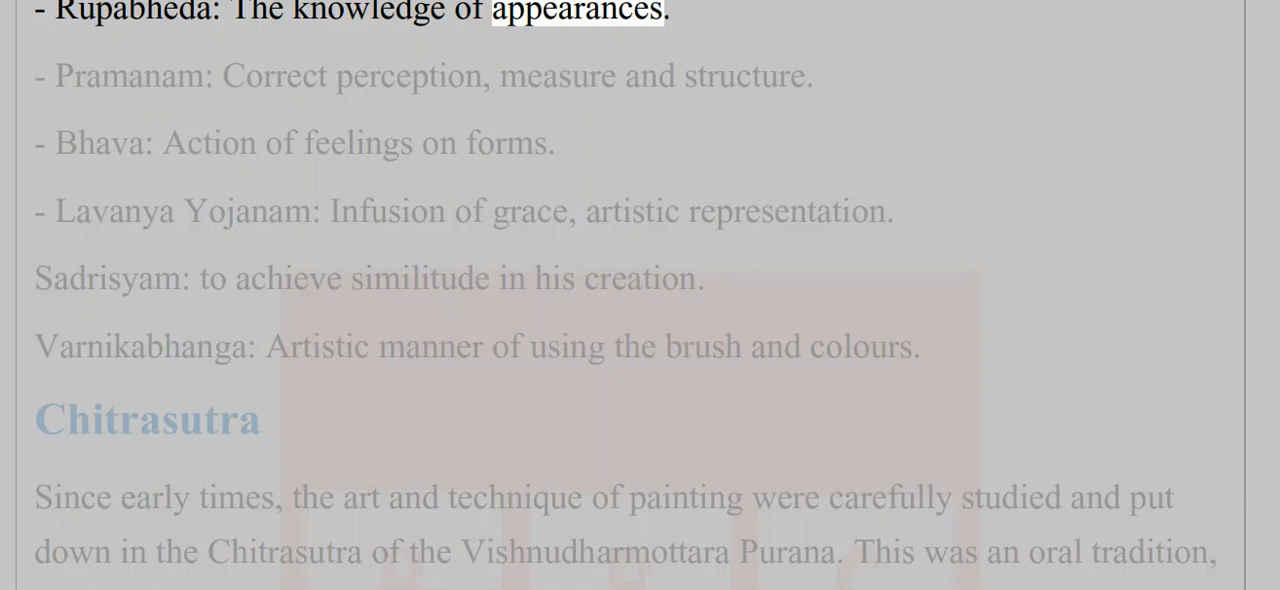 - Rupabheda: The knowledge of appearances.
- Pramanam: Correct perception, measure and structure.
- Bhava: Action of feelings on forms.
- Lavanya Yojanam: Infusion of grace, artistic representation.
Sadrisyam: to achieve similitude in his creation.
Varnikabhanga: Artistic manner of using the brush and colours.
Chitrasutra
Since early times, the art and technique of painting were carefully studied and put
down in the Chitrasutra of the Vishnudharmottara Purana. This was an oral tradition,